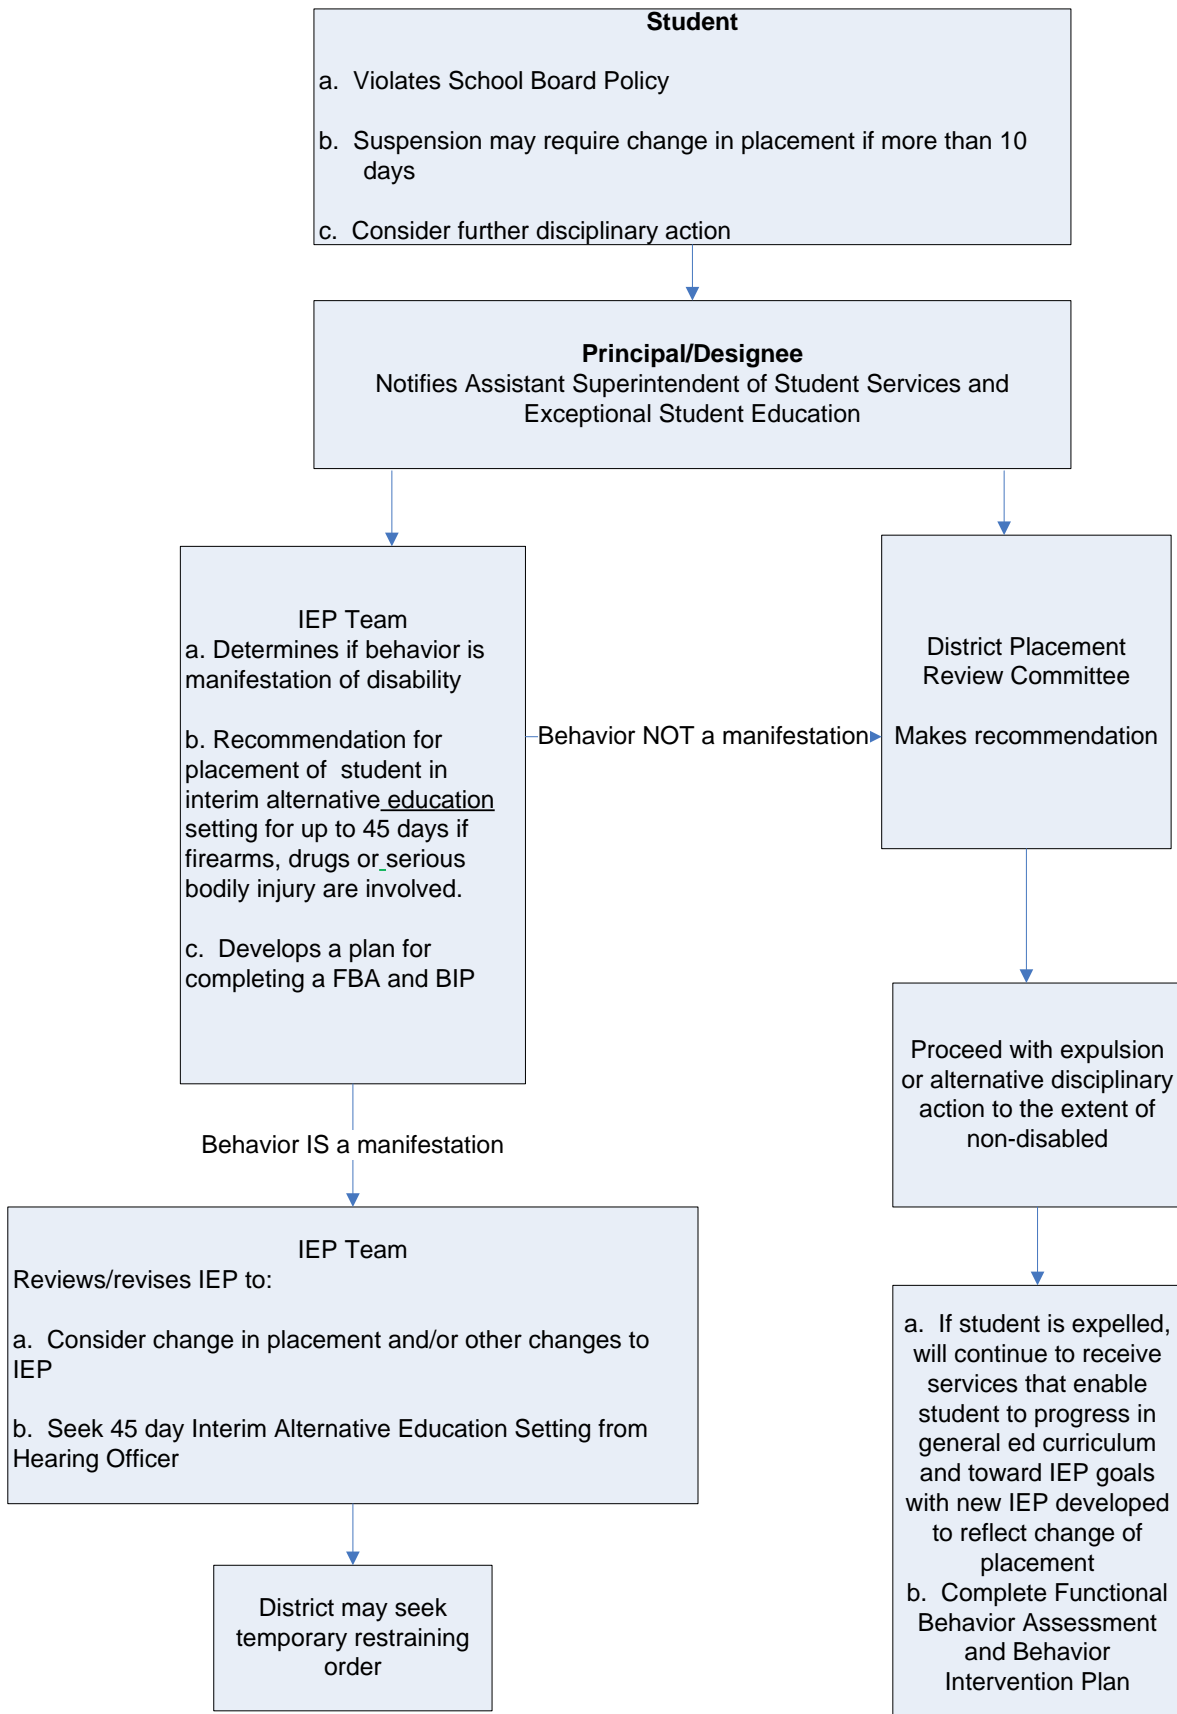 Student
a. Violates School Board Policy
b. Suspension may require change in placement if more than 10
days
c. Consider further disciplinary action
Principal/Designee
Notifies Assistant Superintendent of Student Services and
Exceptional Student Education
IEP Team
a. Determines if behavior is
manifestation of disability
b. Recommendation for
placement of student in
interim alternative education
setting for up to 45 days if
firearms, drugs or serious
bodily injury are involved.
c. Develops a plan for
completing a FBA and BIP
Behavior NOT a manifestation
District Placement
Review Committee
Makes recommendation
Proceed with expulsion
or alternative disciplinary
action to the extent of
non-disabled
Behavior IS a manifestation
IEP Team
Reviews/revises IEP to:
a. Consider change in placement and/or other changes to
IEP
b. Seek 45 day Interim Alternative Education Setting from
Hearing Officer
a. If student is expelled,
will continue to receive
services that enable
student to progress in
general ed curriculum
and toward IEP goals
with new IEP developed
to reflect change of
placement
b. Complete Functional
Behavior Assessment
and Behavior
Intervention Plan
District may seek
temporary restraining
order